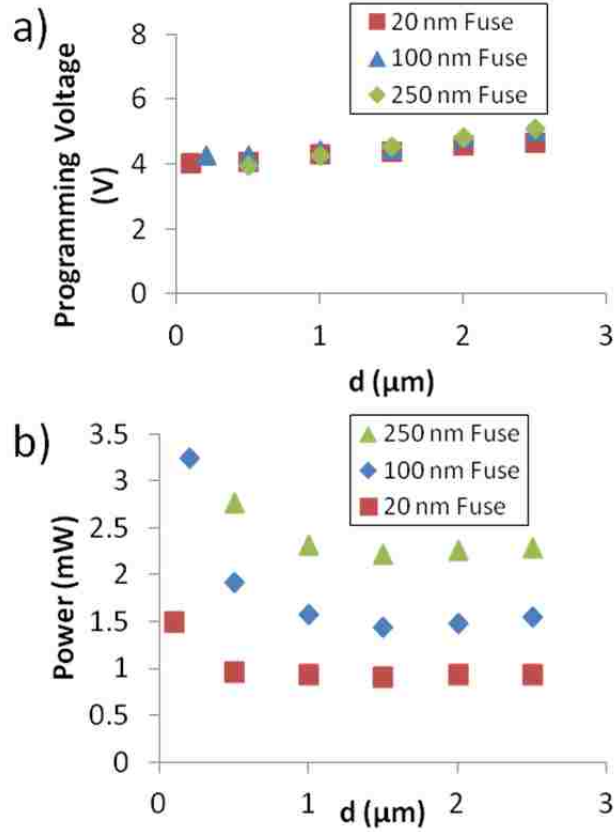 a)
20 nm Fuse
100 nm Fuse
250 nm Fuse
Programming Voltage
(V)
8
6
4
2
0
0 1 2 3
d (μm)
b)
250 nm Fuse
100 nm Fuse
20 nm Fuse
Power (mW)
3.5
3
2.5
2
1.5
1
0.5
0
0 1 2 3
d (μm)